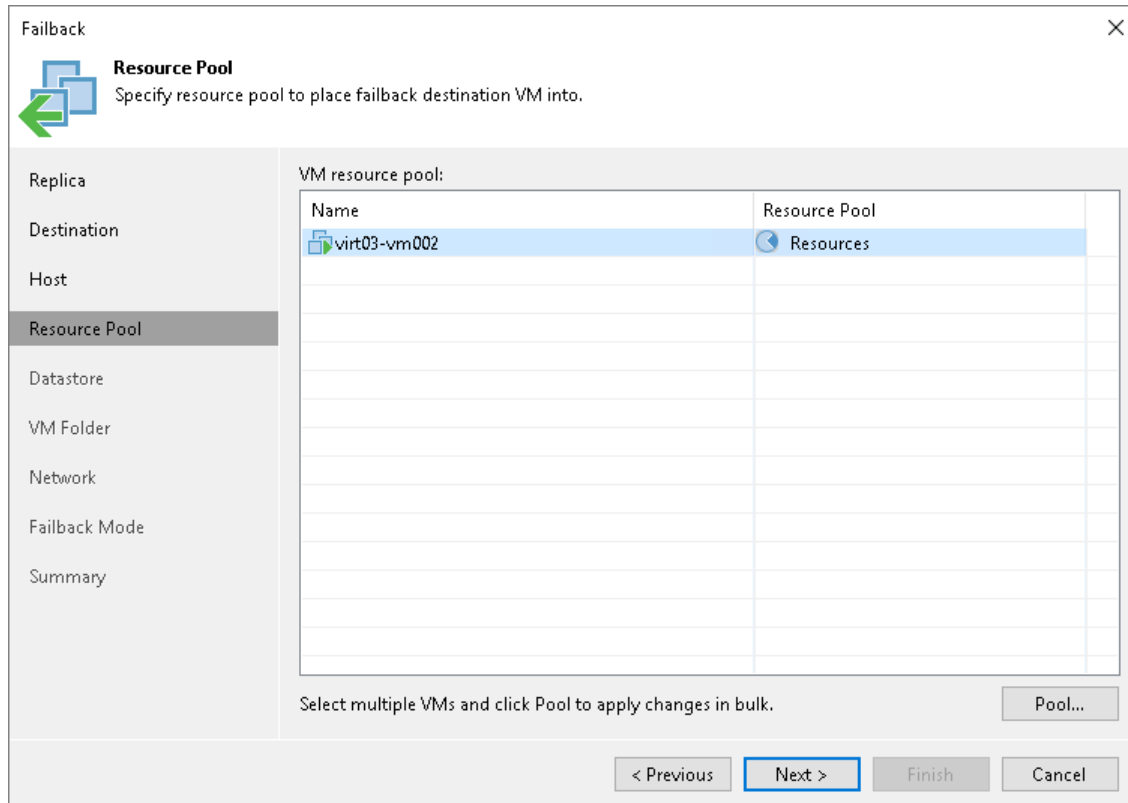 Failback
Resource Pool
Specify resource pool to place failback destination VM into.
Replica
Destination
Host
Resource Pool
Datastore
VM Folder
Network
Failback Mode
Summary
VM resource pool:
Name Resource Pool
virt03-vm002 Resources
Select multiple VMs and click Pool to apply changes in bulk. Pool...
< Previous Next > Finish Cancel